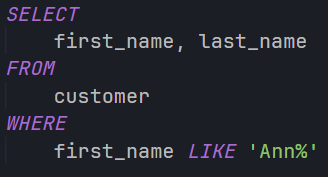 SELECT
    first_name, last_name
FROM
    customer
WHERE
    first_name LIKE 'Ann%'